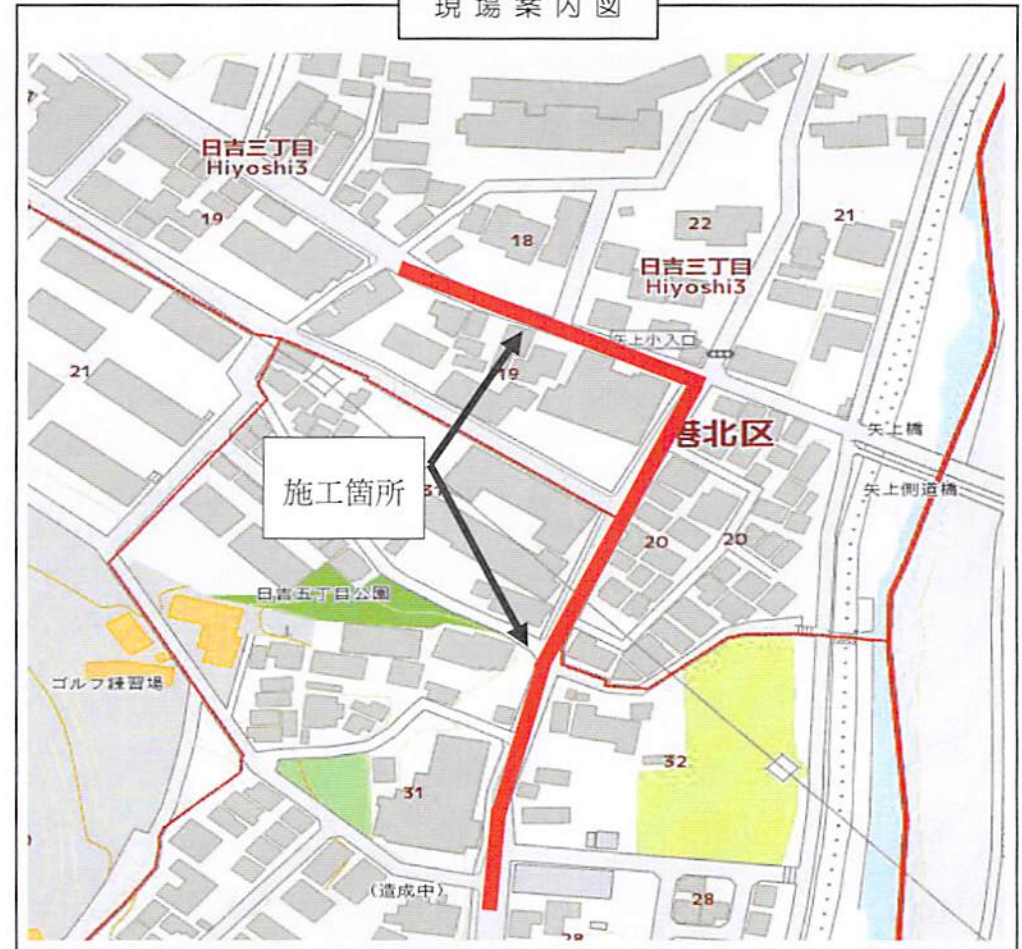 現場案内図
日吉三丁目
Hiyoshi3
19
18
22
21
日吉三丁目
Hiyoshi3
矢上小入口
21
19
港北区
矢上橋
矢上側道橋
施工箇所
20
20
日吉五丁目公園
ゴルフ練習場
32
31
(造成中)
28
28